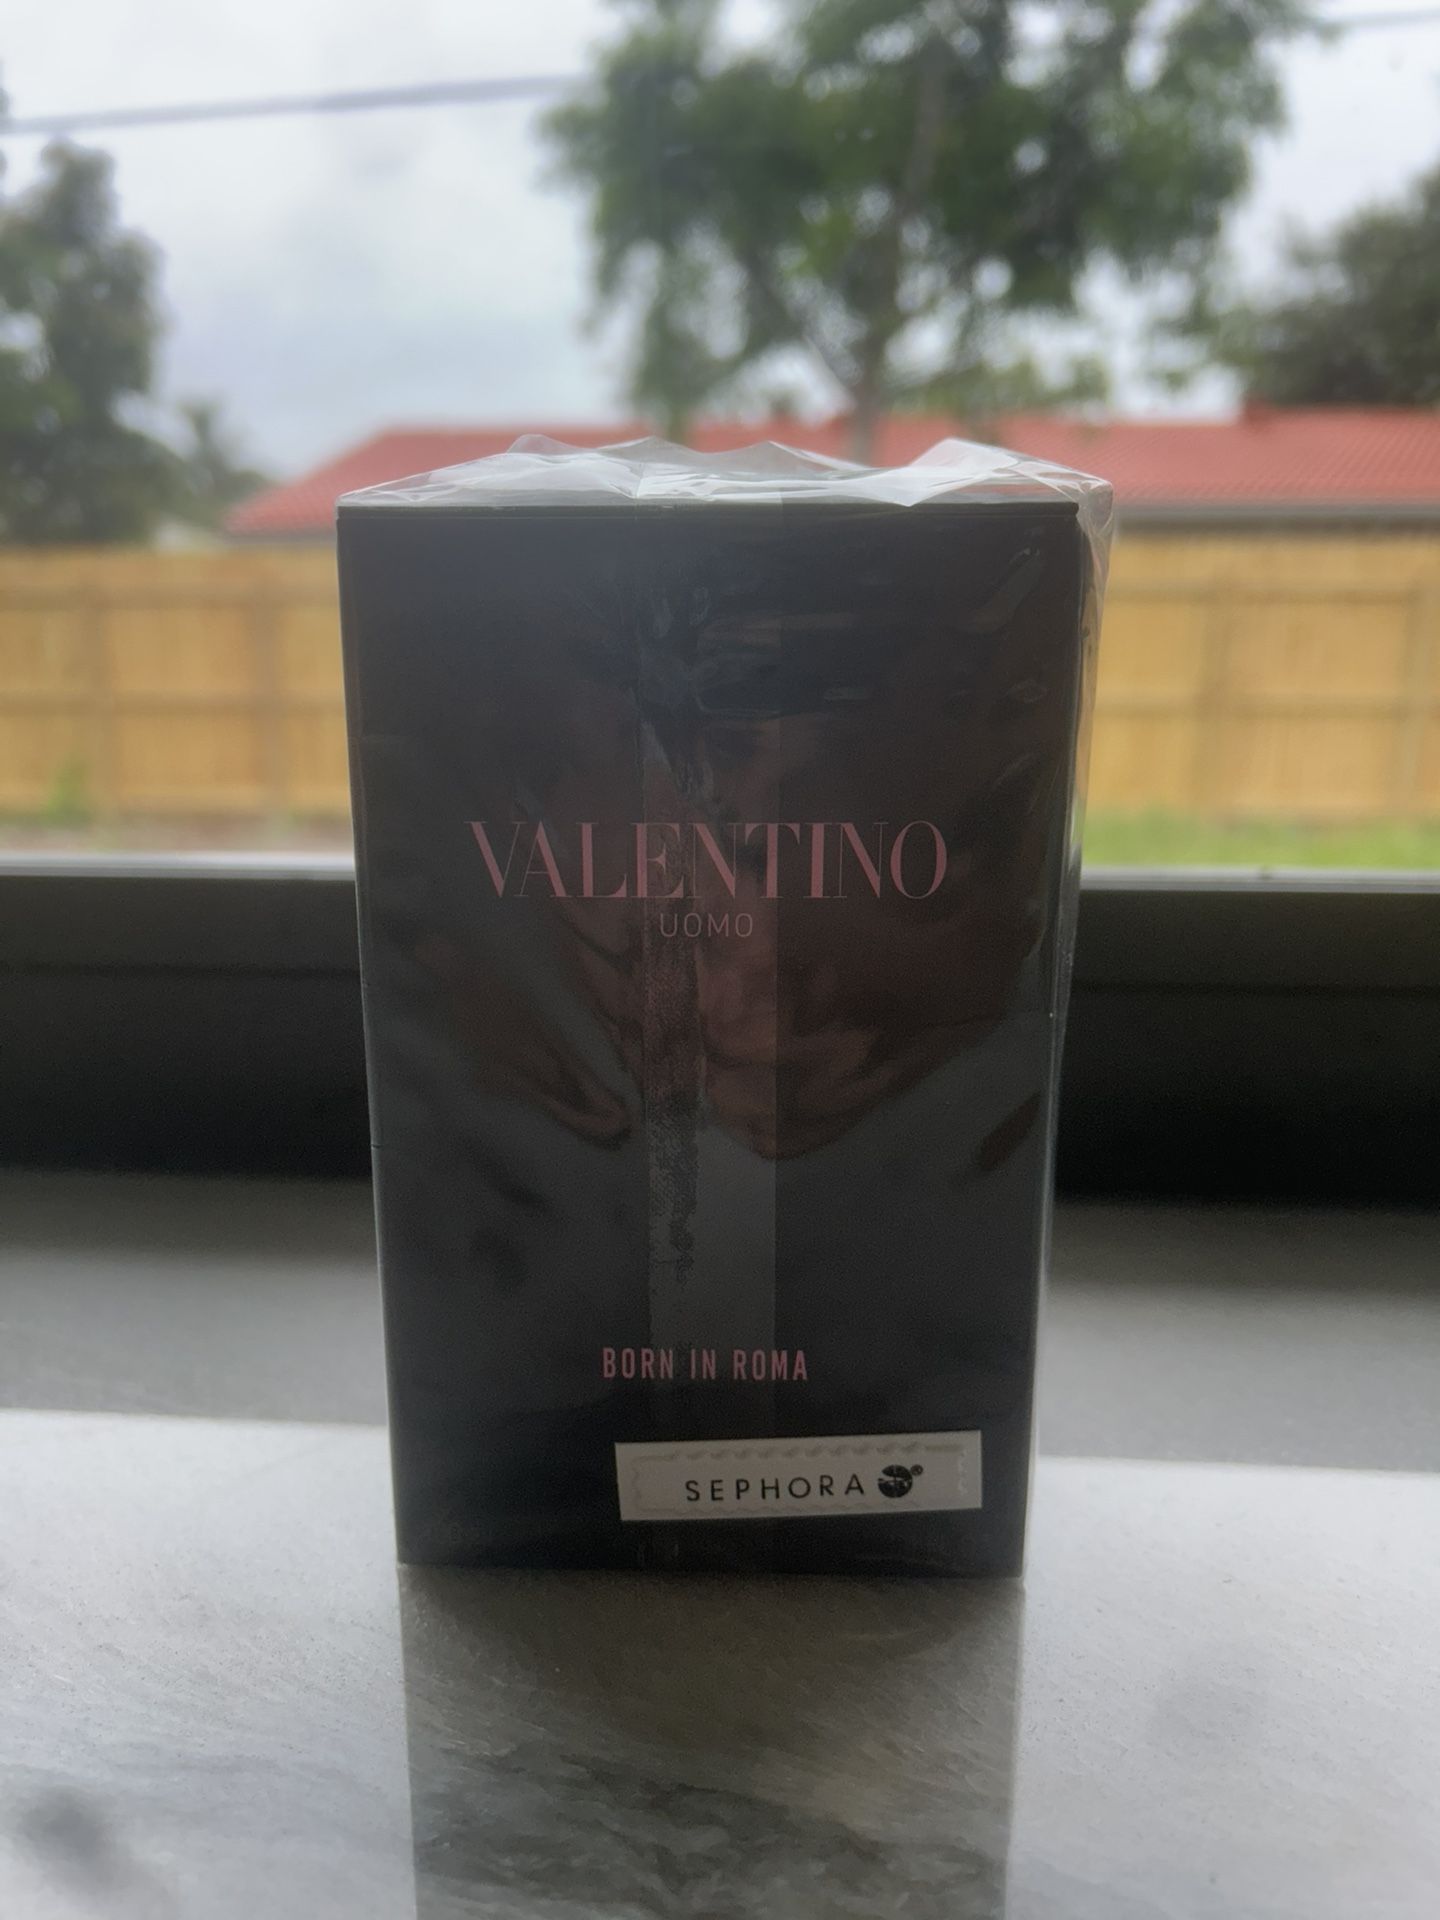 VALENTINO
UOMO
BORN IN ROMA
SEPHORA